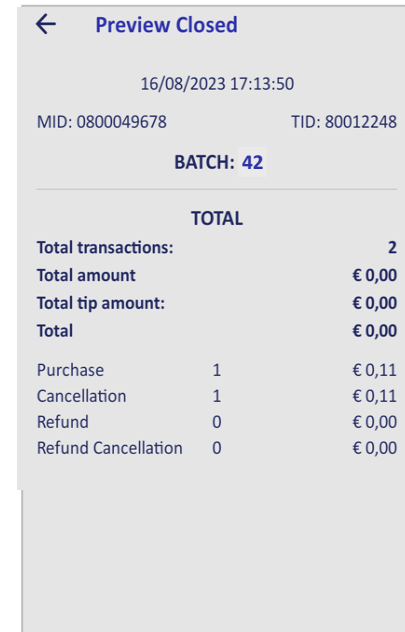 Preview Closed
16/08/2023 17:13:50
MID: 0800049678 TID: 80012248
BATCH: 42
TOTAL
Total transactions: 2
Total amount € 0,00
Total tip amount: € 0,00
Total € 0,00
Purchase 1 € 0,11
Cancellation 1 € 0,11
Refund 0 € 0,00
Refund Cancellation 0 € 0,00